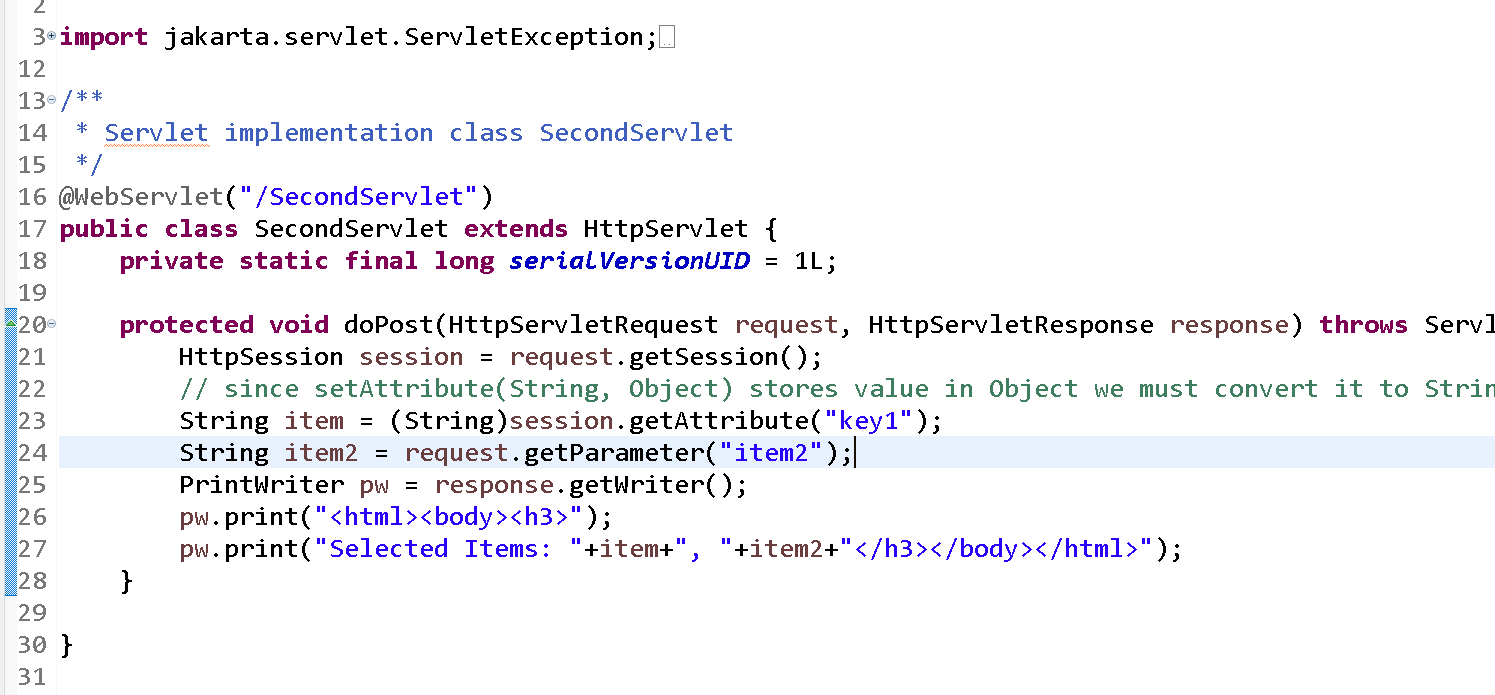 2
3 import jakarta.servlet.ServletException;
12
13 /**
14  * Servlet implementation class SecondServlet
15  */
16 @WebServlet("/SecondServlet")
17 public class SecondServlet extends HttpServlet {
18     private static final long serialVersionUID = 1L;
19
20     protected void doPost(HttpServletRequest request, HttpServletResponse response) throws Servl
21         HttpSession session = request.getSession();
22         // since setAttribute(String, Object) stores value in Object we must convert it to Strin
23         String item = (String)session.getAttribute("key1");
24         String item2 = request.getParameter("item2");
25         PrintWriter pw = response.getWriter();
26         pw.print("<html><body><h3>");
27         pw.print("Selected Items: "+item+", "+item2+"</h3></body></html>");
28     }
29
30 }
31